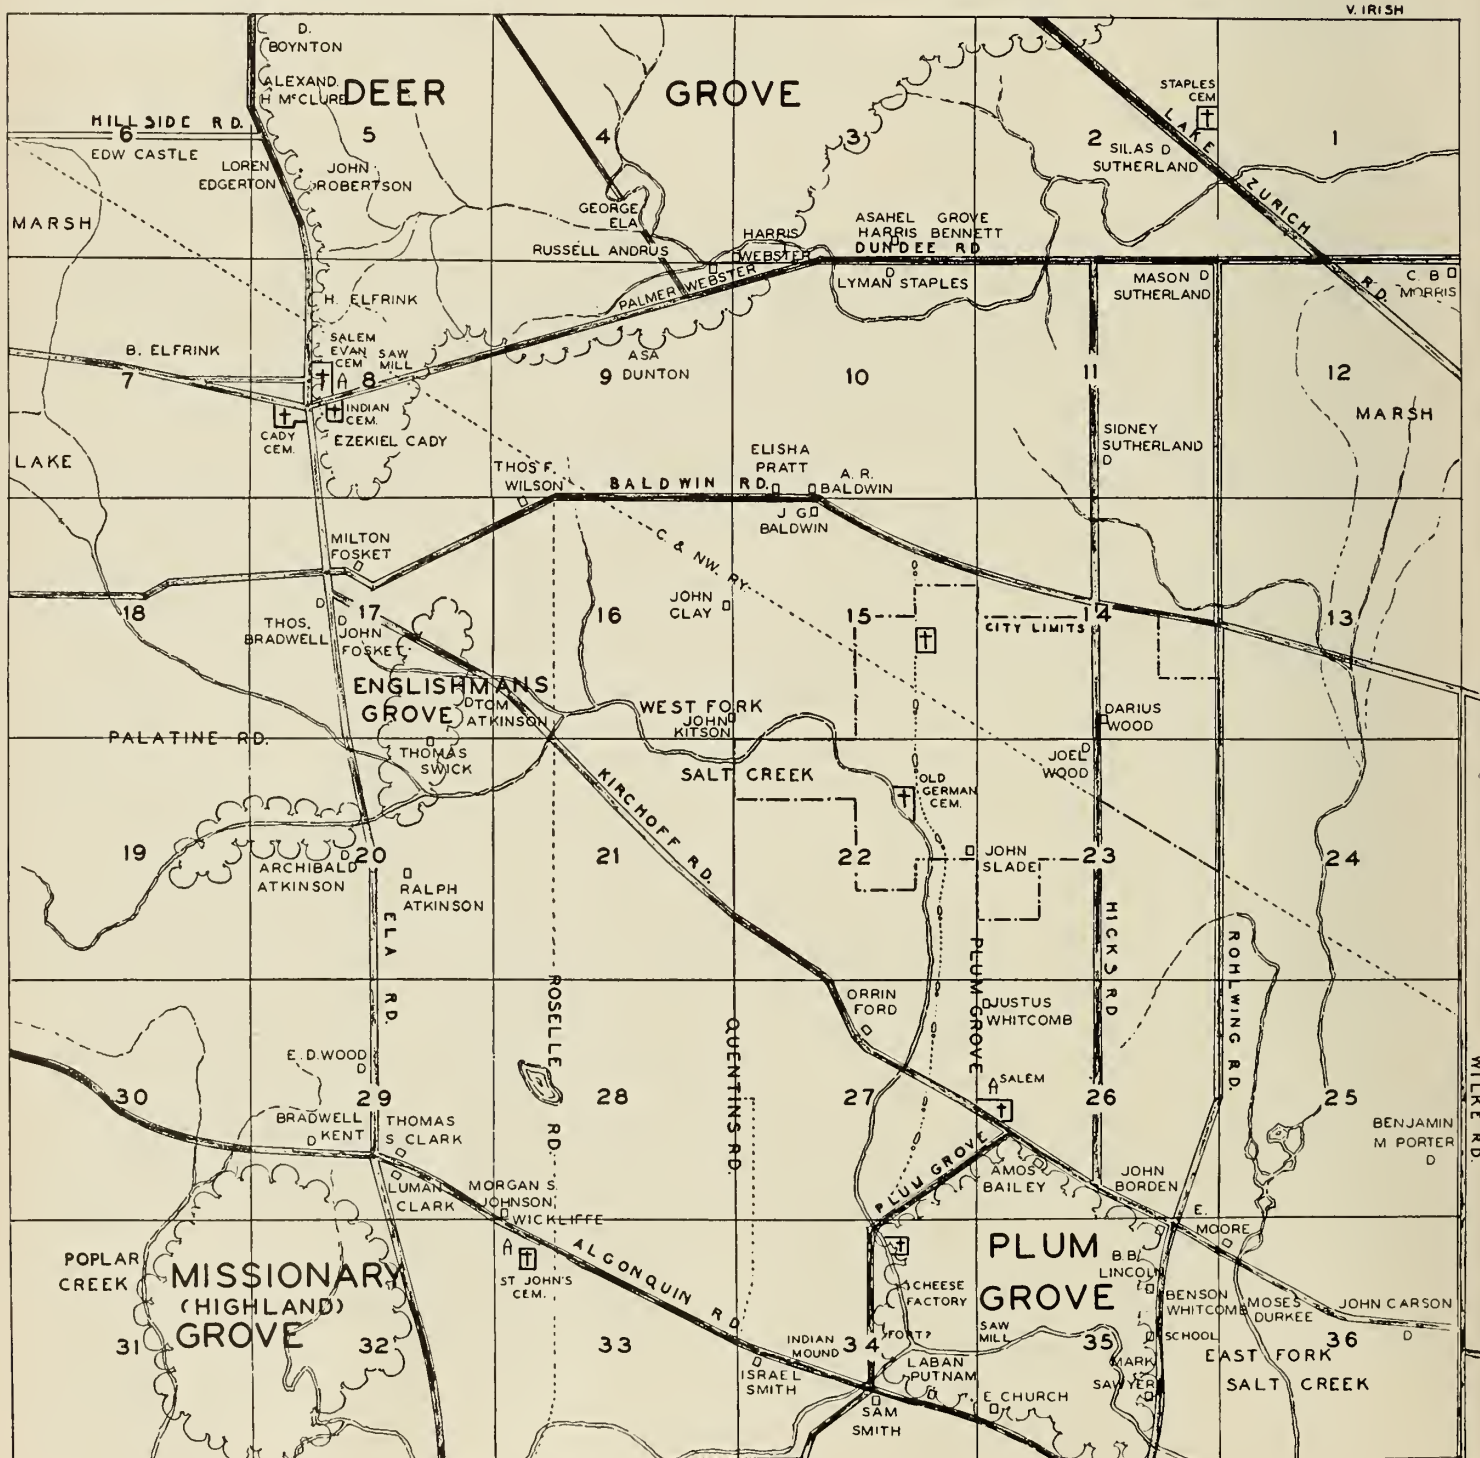 V. IRISH
D.
BOYNTON
ALEXAND.
H McCLURE
DEER GROVE
STAPLES
CEM
LAKE ZURICH RD.
HILLSIDE RD.
6
5
4
3
2
1
EDW CASTLE
LOREN
EDGERTON
JOHN
ROBERTSON
SILAS
SUTHERLAND
MARSH
GEORGE
ELA
RUSSELL ANDRUS
HARRIS
WEBSTER
ASAHEL
HARRIS
GROVE
BENNETT
DUNDEE RD
PALMER WEBSTER
LYMAN STAPLES
MASON
SUTHERLAND
C. B
MORRIS
H. ELFRINK
B. ELFRINK
SALEM
EVAN
CEM
SAW
MILL
ASA
DUNTON
7
8
9
10
11
12
MARSH
CADY
CEM.
INDIAN
CEM.
EZEKIEL CADY
SIDNEY
SUTHERLAND
LAKE
THOS F.
WILSON
BALDWIN RD.
ELISHA
PRATT
A. R.
BALDWIN
J G
BALDWIN
MILTON
FOSKET
C. & NW. RY.
JOHN
CLAY
18
17
16
15
14
13
CITY LIMITS
THOS.
BRADWELL
JOHN
FOSKET
ENGLISHMANS
GROVE
TOM
ATKINSON
WEST FORK
SALT CREEK
JOHN
KITSON
DARIUS
WOOD
PALATINE RD.
THOMAS
SWICK
JOEL
WOOD
KIRCHOFF RD.
OLD
GERMAN
CEM.
19
20
21
22
23
24
ARCHIBALD
ATKINSON
RALPH
ATKINSON
JOHN
SLADE
ELA RD.
ROSELLE RD.
QUENTINS RD.
PLUM GROVE
HICKS RD
ROHLWING RD.
WILKE RD.
ORRIN
FORD
JUSTUS
WHITCOMB
E. D. WOOD
SALEM
30
29
28
27
26
25
BRADWELL
KENT
THOMAS
S CLARK
BENJAMIN
M PORTER
LUMAN
CLARK
MORGAN S.
JOHNSON
WICKLIFFE
PLUM GROVE
AMOS
BAILEY
JOHN
BORDEN
E.
MOORE
POPLAR
CREEK
MISSIONARY
(HIGHLAND)
GROVE
ST JOHN'S
CEM.
ALGONQUIN RD.
PLUM
GROVE
B.B.
LINCOLN
CHEESE
FACTORY
BENSON
WHITCOMB
MOSES
DURKEE
JOHN CARSON
31
32
33
34
35
36
INDIAN
MOUND
FORT?
SAW
MILL
SCHOOL
EAST FORK
SALT CREEK
ISRAEL
SMITH
LABAN
PUTNAM
MARK
SAWYER
E CHURCH
SAM
SMITH